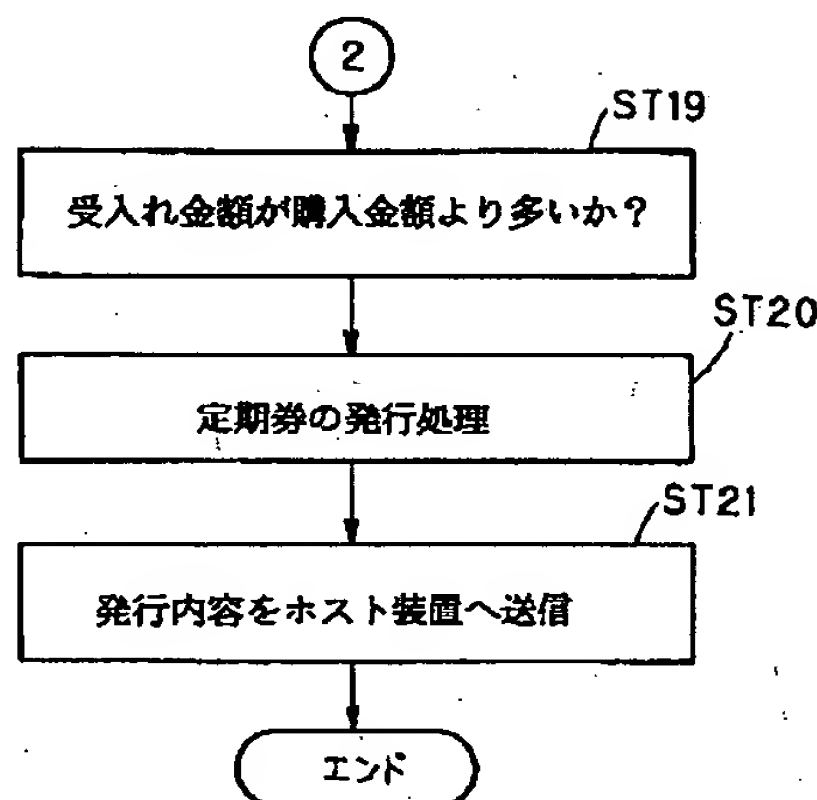 2
ST19
受入れ金額が購入金額より多いか?
ST20
定期券の発行処理
ST21
発行内容をホスト装置へ送信
エンド